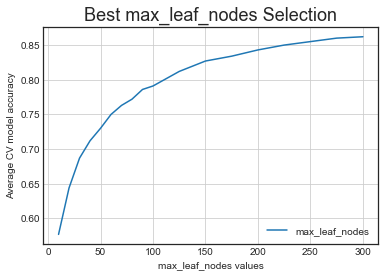 Best max_leaf_nodes Selection
Average CV model accuracy
0.85
0.80
0.75
0.70
0.65
0.60
0 50 100 150 200 250 300
max_leaf_nodes
max_leaf_nodes values